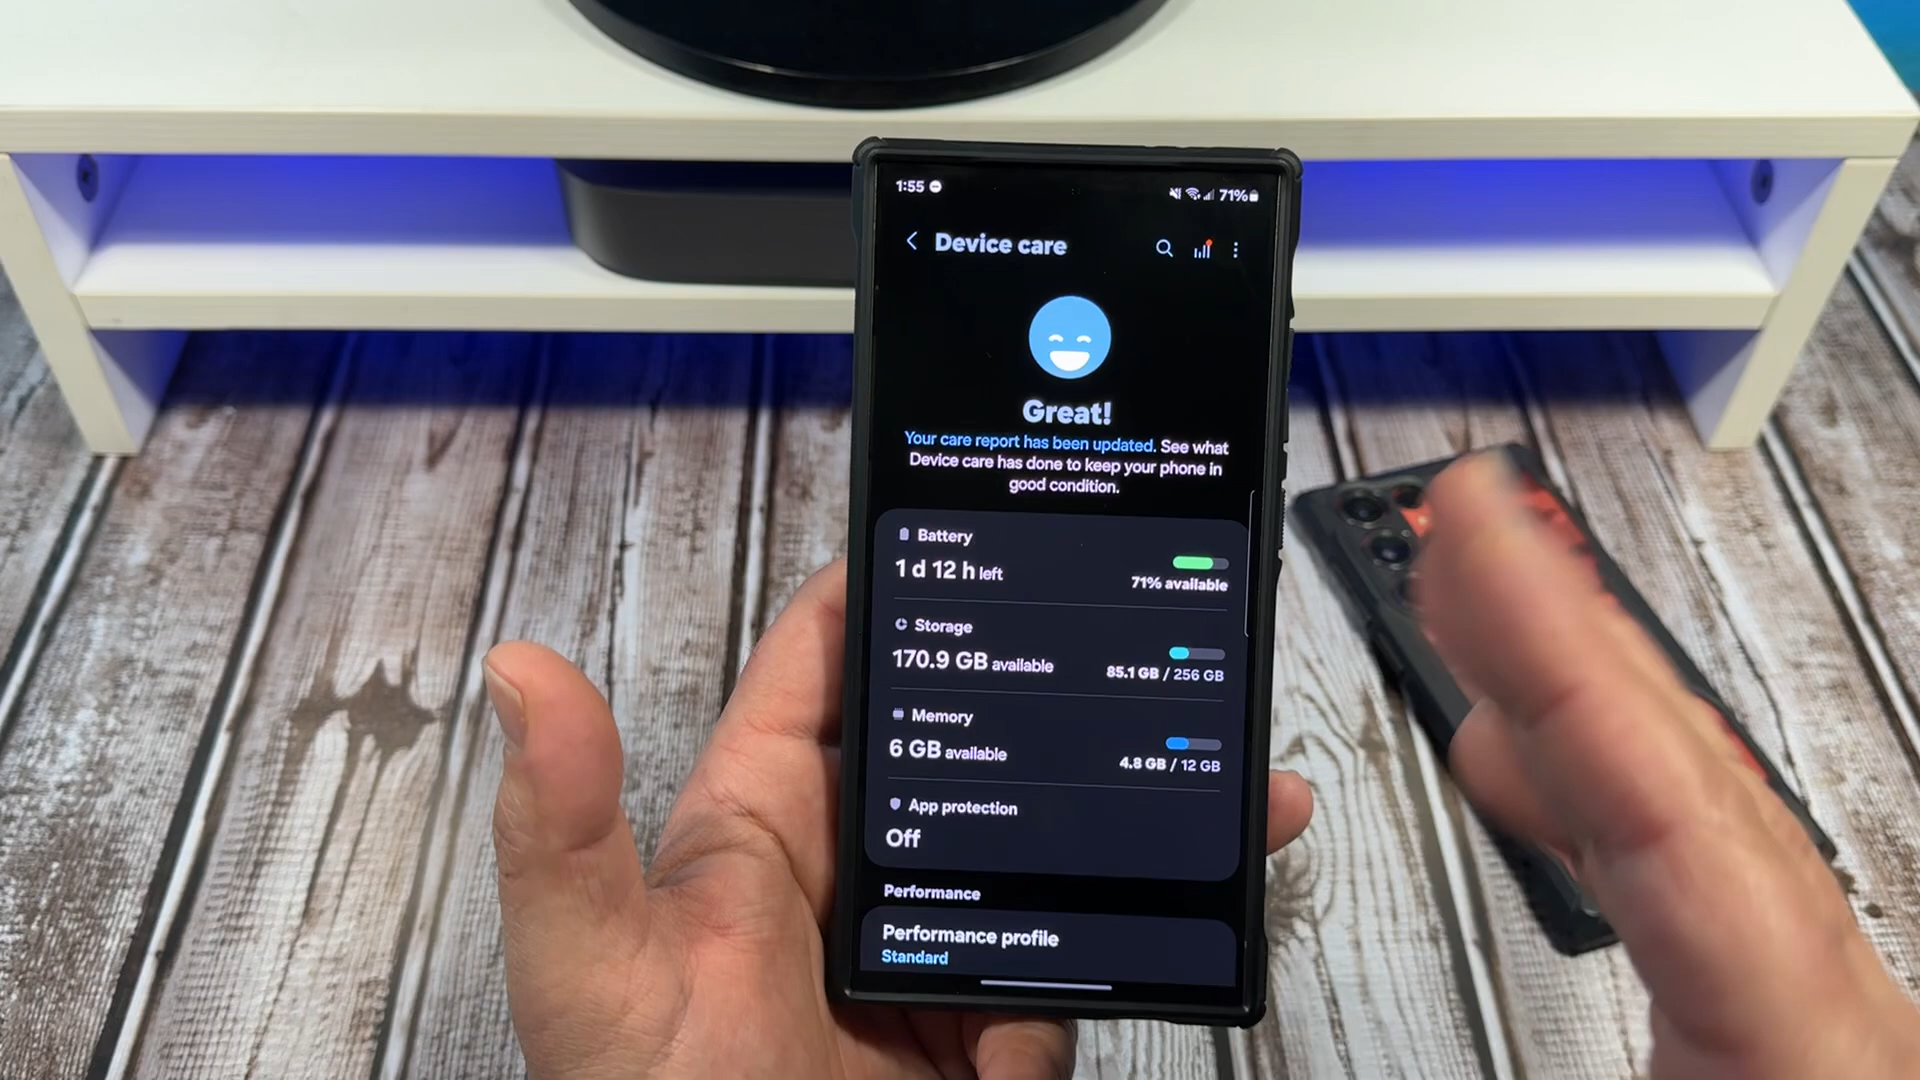 1:55
71%
Device care
Great!
Your care report has been updated. See what
Device care has done to keep your phone in
good condition.
Battery
1 d 12 h left
71% available
Storage
170.9 GB available
85.1 GB / 256 GB
Memory
6 GB available
4.8 GB / 12 GB
App protection
Off
Performance
Performance profile
Standard